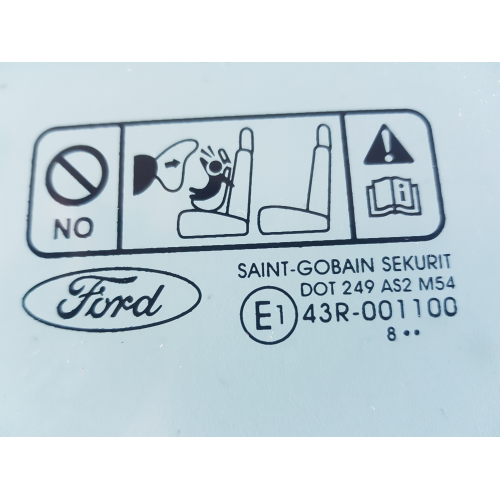 NO
Ford
SAINT-GOBAIN SEKURIT
DOT 249 AS2 M54
E1 43R-001100
8 ••